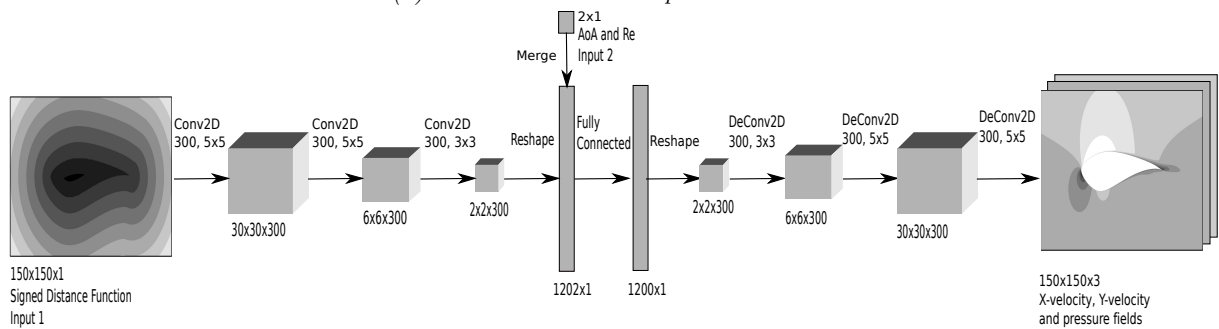 2x1
AoA and Re
Input 2
Merge
Conv2D
300, 5x5
Conv2D
300, 5x5
Conv2D
300, 3x3
Reshape
Fully
Connected
Reshape
DeConv2D
300, 3x3
DeConv2D
300, 5x5
DeConv2D
300, 5x5
30x30x300
6x6x300
2x2x300
2x2x300
6x6x300
30x30x300
150x150x1
Signed Distance Function
Input 1
1202x1
1200x1
150x150x3
X-velocity, Y-velocity
and pressure fields